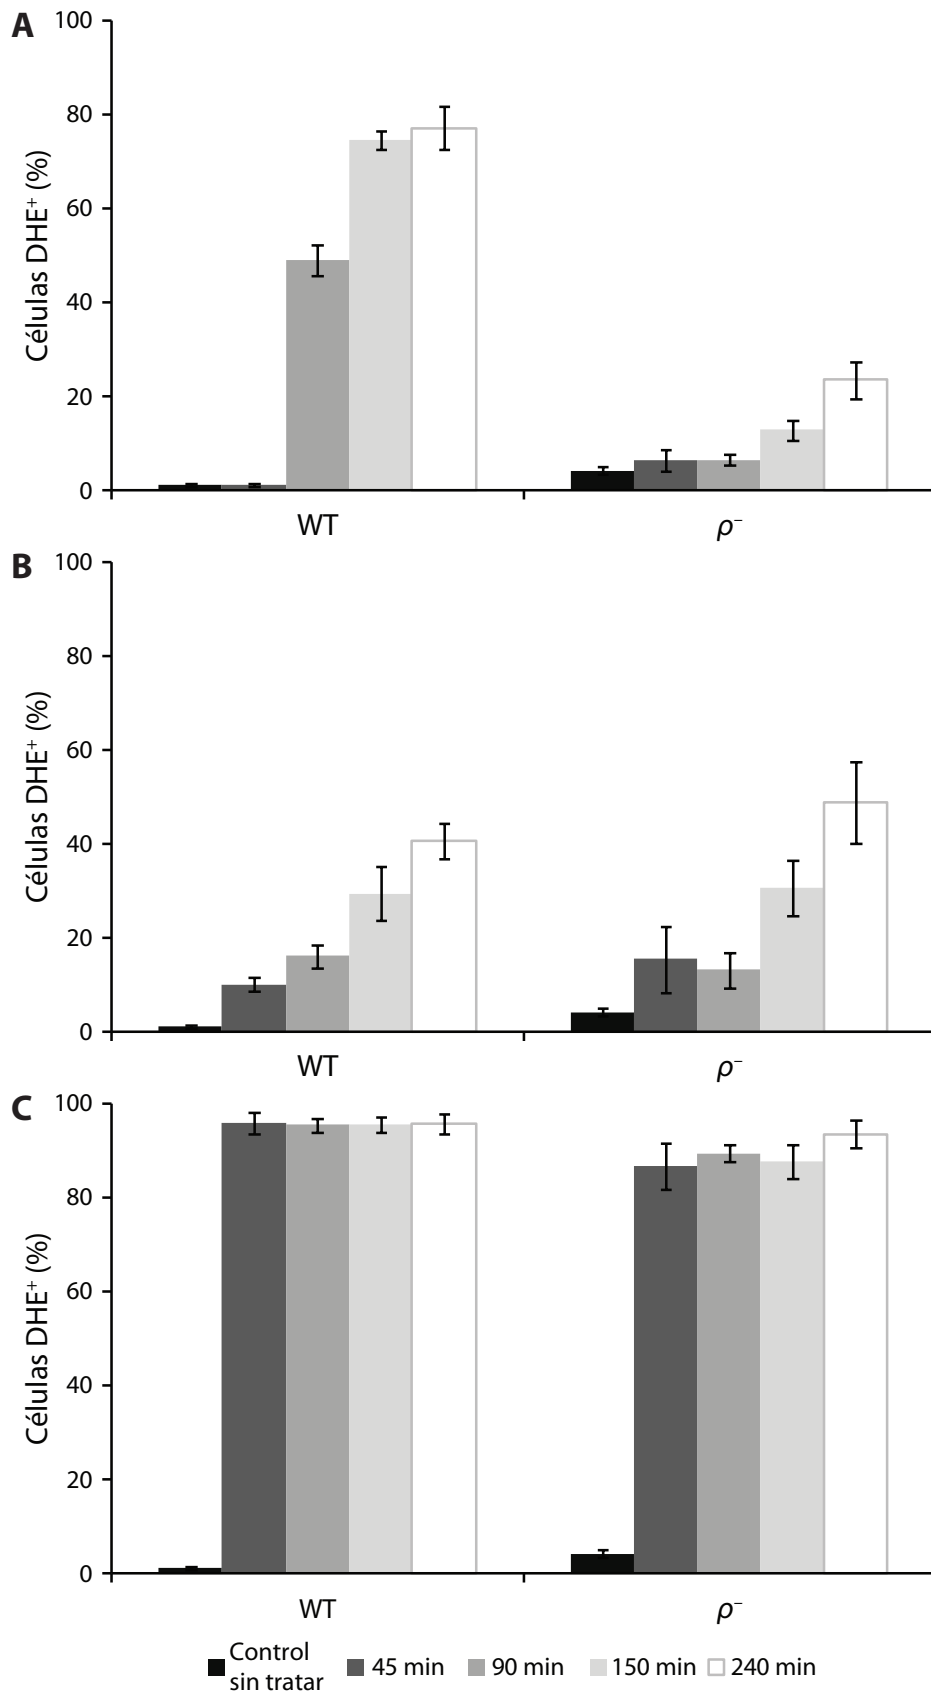 A
Células DHE⁺ (%)
100
80
60
40
20
0
WT
ρ⁻
B
Células DHE⁺ (%)
100
80
60
40
20
0
WT
ρ⁻
C
Células DHE⁺ (%)
100
80
60
40
20
0
WT
ρ⁻
Control
sin tratar
45 min
90 min
150 min
240 min